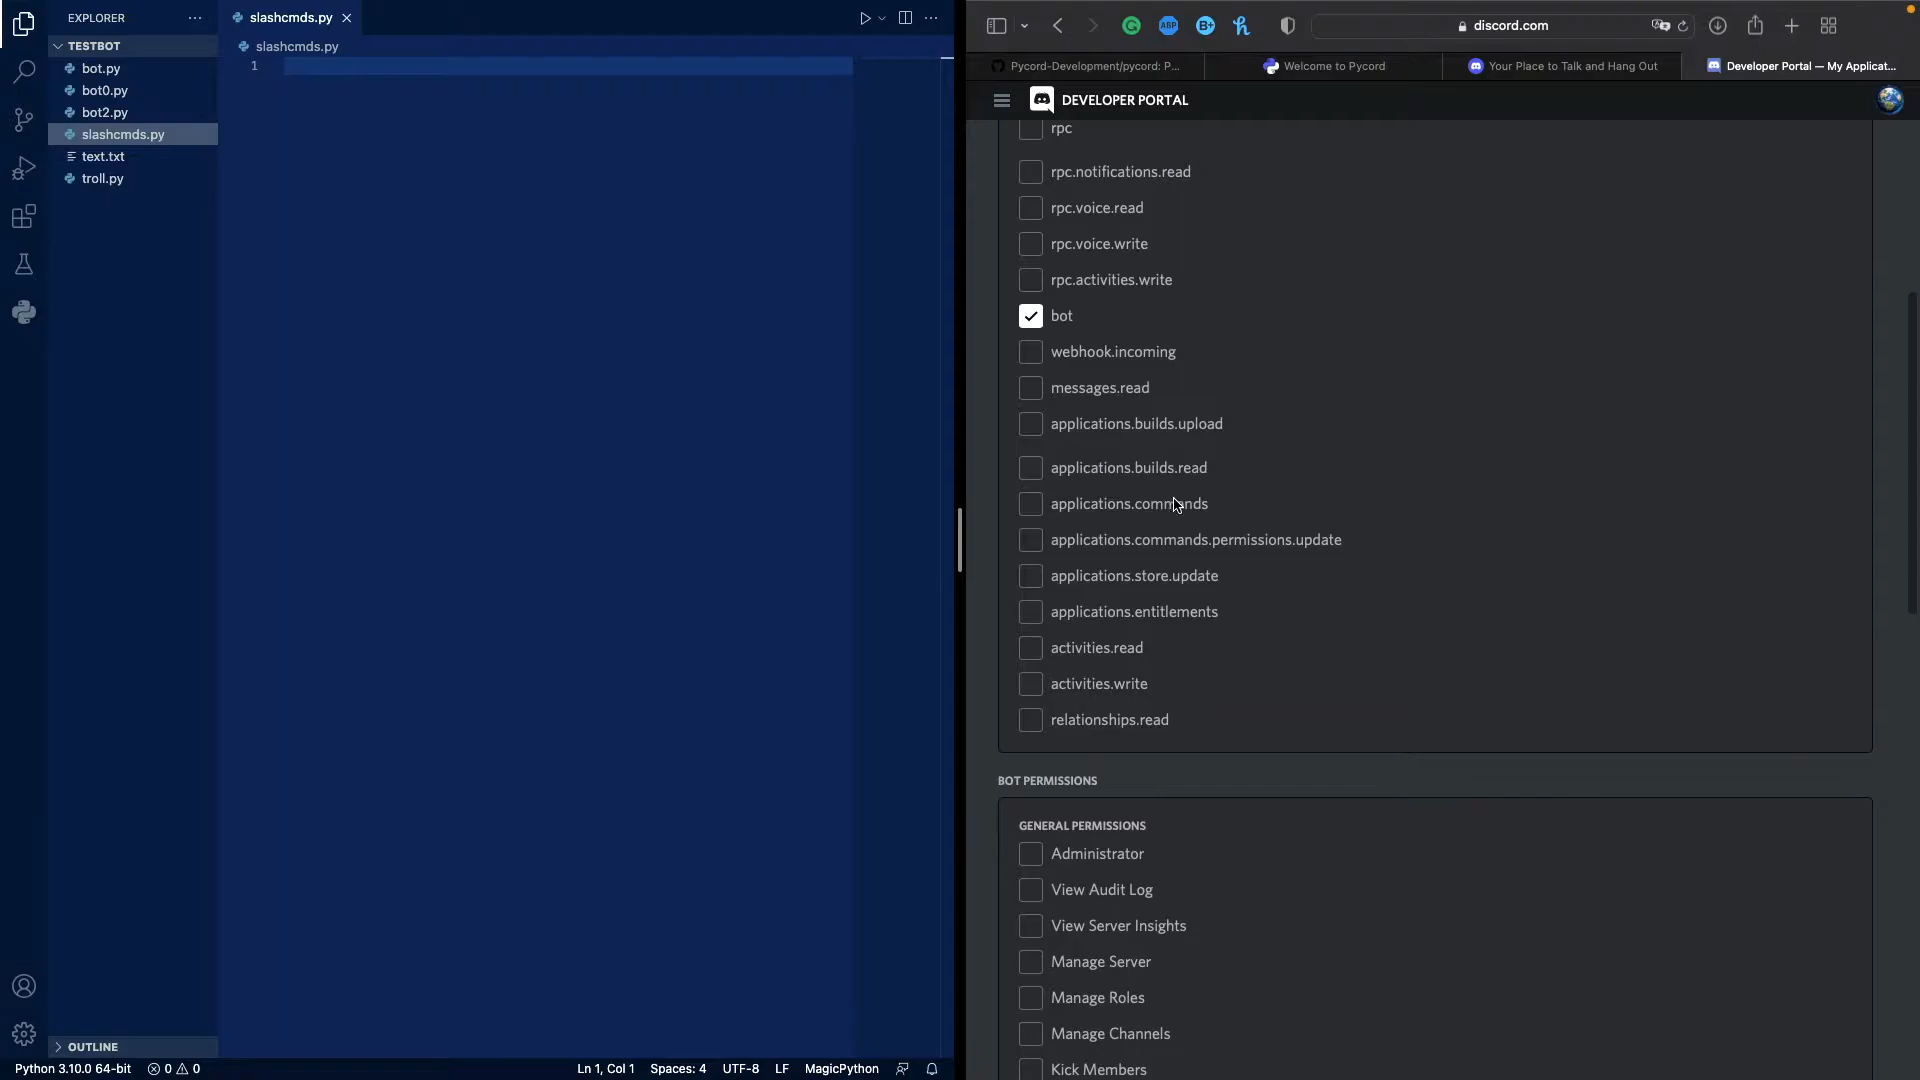 EXPLORER
TESTBOT
bot.py
bot0.py
bot2.py
slashcmds.py
text.txt
troll.py
OUTLINE
slashcmds.py
slashcmds.py
1
Python 3.10.0 64-bit
0 0
Ln 1, Col 1
Spaces: 4
UTF-8
LF
MagicPython
ABP
B+
discord.com
Pycord-Development/pycord: P...
Welcome to Pycord
Your Place to Talk and Hang Out
Developer Portal — My Applicat...
DEVELOPER PORTAL
rpc
rpc.notifications.read
rpc.voice.read
rpc.voice.write
rpc.activities.write
bot
webhook.incoming
messages.read
applications.builds.upload
applications.builds.read
applications.commands
applications.commands.permissions.update
applications.store.update
applications.entitlements
activities.read
activities.write
relationships.read
BOT PERMISSIONS
GENERAL PERMISSIONS
Administrator
View Audit Log
View Server Insights
Manage Server
Manage Roles
Manage Channels
Kick Members